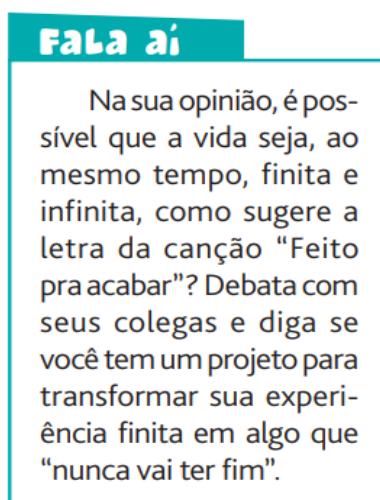 Fala aí
Na sua opinião, é pos-
sível que a vida seja, ao
mesmo tempo, finita e
infinita, como sugere a
letra da canção “Feito
pra acabar”? Debata com
seus colegas e diga se
você tem um projeto para
transformar sua experi-
ência finita em algo que
“nunca vai ter fim”.